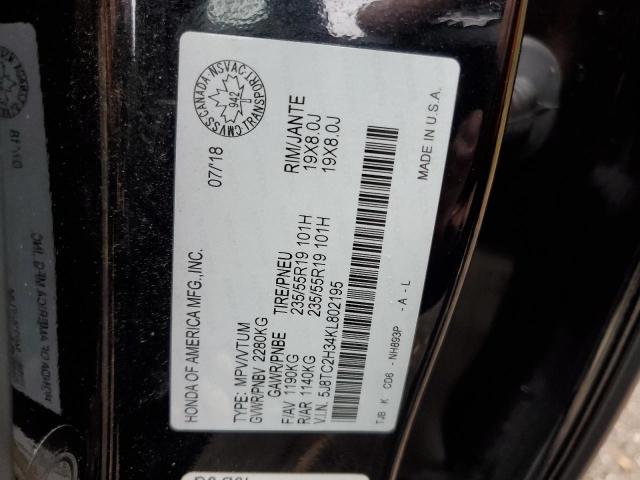 HONDA OF AMERICA MFG.,INC. 07/'18
CMVSS CANADA-NSVAC-TRANSPORT
942
TYPE: MPV/VTUM
GVWR/PNBV 2280KG
GAWR/PNBE TIRE/PNEU RIM/JANTE
F/AV 1190KG 235/55R19 101H 19X8.0J
R/AR 1140KG 235/55R19 101H 19X8.0J
V.I.N. 5J8TC2H34KL802195
TJB K CD6 - NH893P - A - L MADE IN U.S.A.